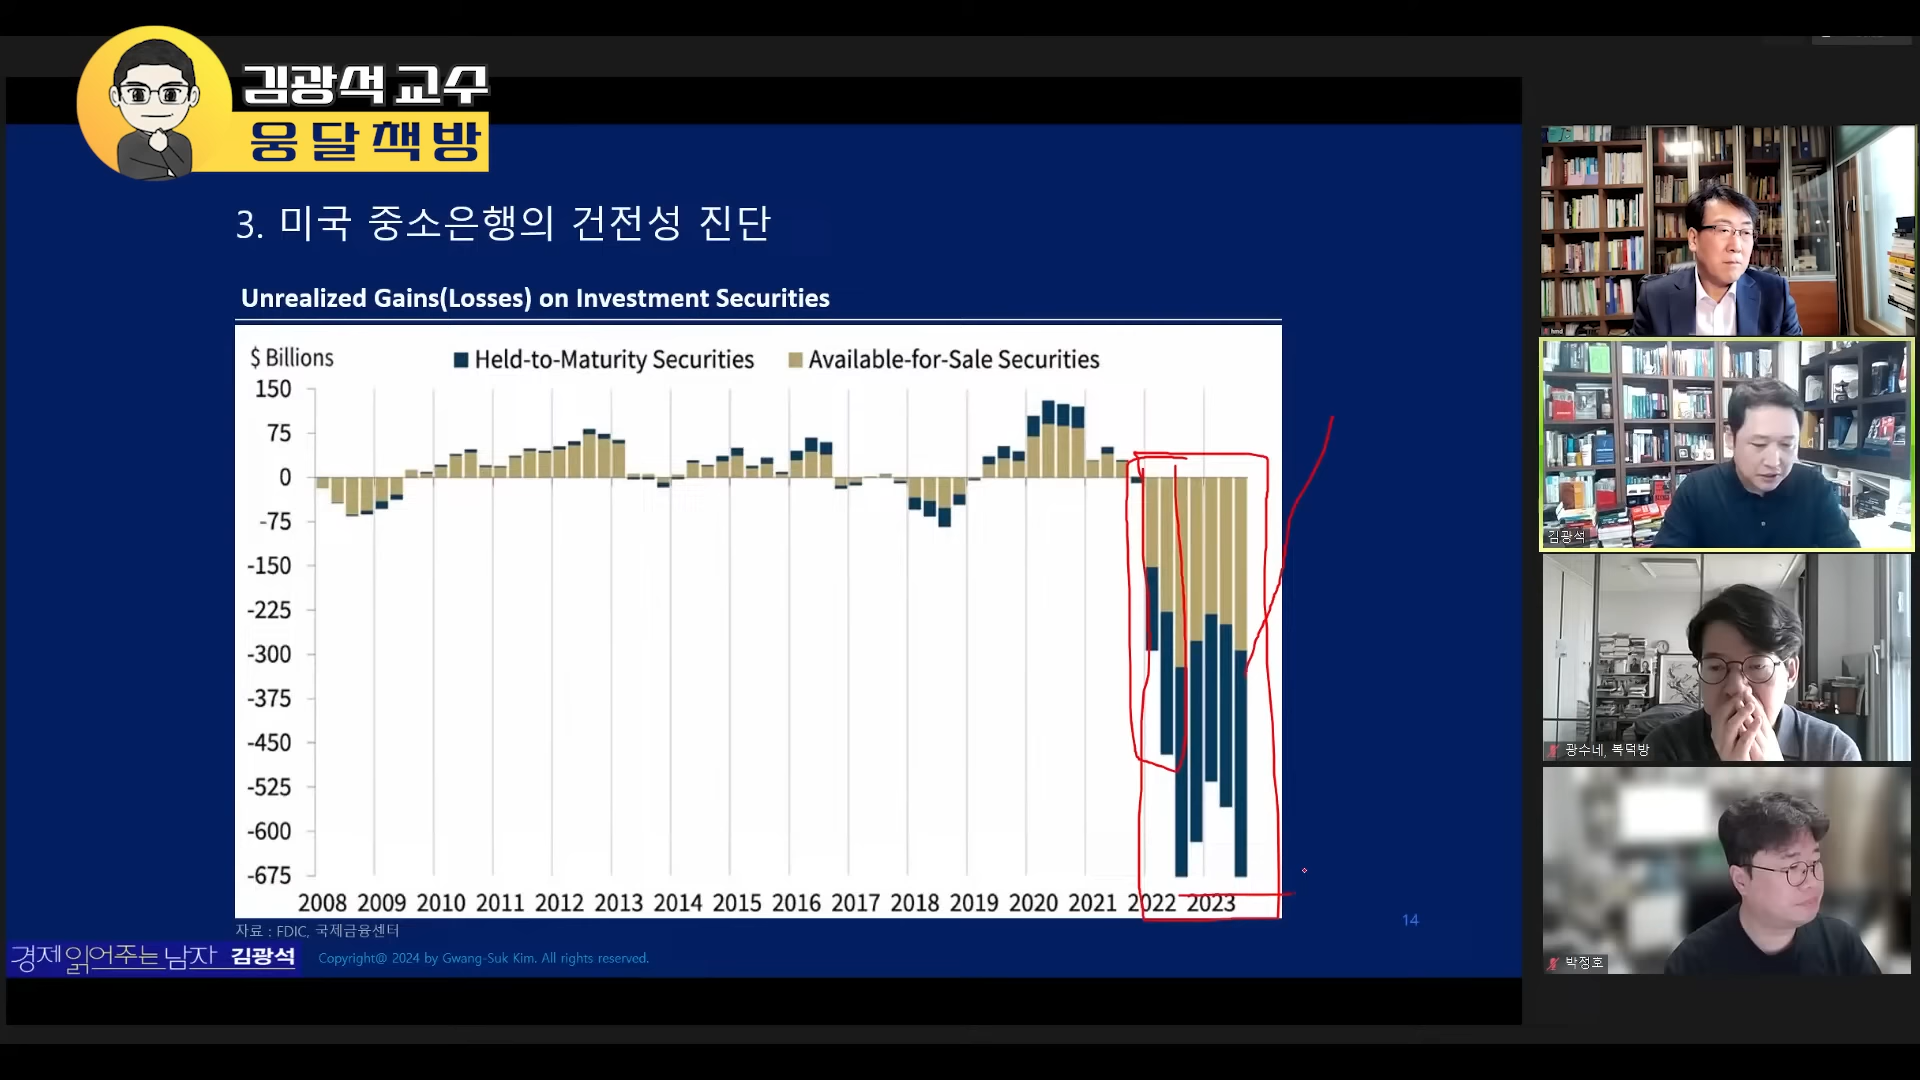 김광석 교수
웅달책방
3. 미국 중소은행의 건전성 진단
Unrealized Gains(Losses) on Investment Securities
$ Billions
Held-to-Maturity Securities
Available-for-Sale Securities
150
75
0
-75
-150
-225
-300
-375
-450
-525
-600
-675
2008 2009 2010 2011 2012 2013 2014 2015 2016 2017 2018 2019 2020 2021 2022 2023
자료 : FDIC, 국제금융센터
14
경제읽어주는남자 김광석
Copyright@ 2024 by Gwang-Suk Kim. All rights reserved.
김광석
광수네, 복덕방
박정호